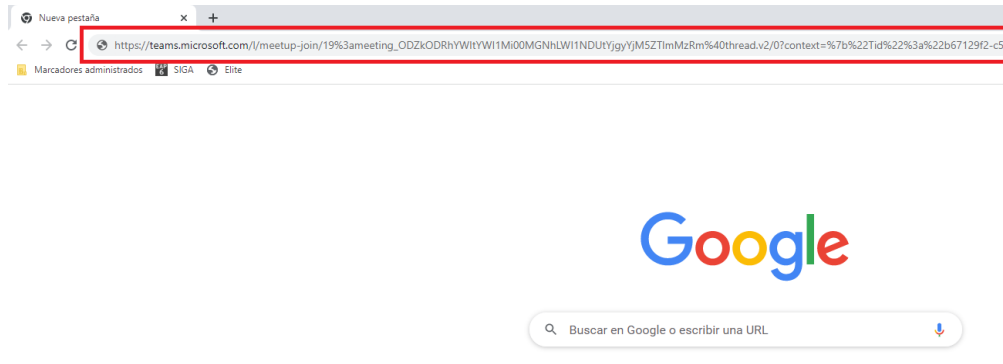 Nueva pestaña
https://teams.microsoft.com/l/meetup-join/19%3ameeting_ODZkODRhYWItYWI1Mi00MGNhLWI1NDUtYjgyYjM5ZTlmMzRm%40thread.v2/0?context=%7b%22Tid%22%3a%22b67129f2-c5
Marcadores administrados SIGA Elite
Google
Buscar en Google o escribir una URL